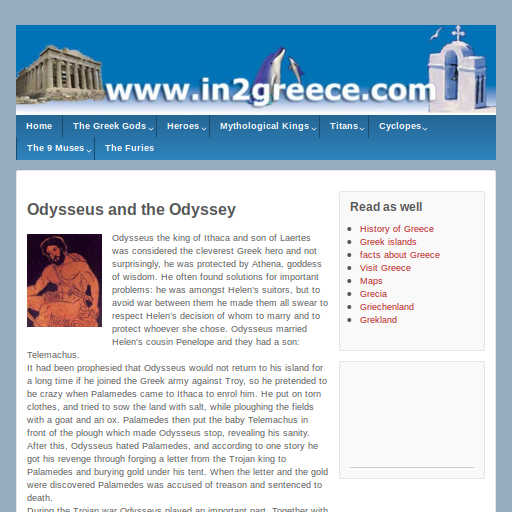 www.in2greece.com
Home
The Greek Gods
Heroes
Mythological Kings
Titans
Cyclopes
The 9 Muses
The Furies
Odysseus and the Odyssey
Odysseus the king of Ithaca and son of Laertes
was considered the cleverest Greek hero and not
surprisingly, he was protected by Athena, goddess
of wisdom. He often found solutions for important
problems: he was amongst Helen's suitors, but to
avoid war between them he made them all swear to
respect Helen's decision of whom to marry and to
protect whoever she chose. Odysseus married
Helen's cousin Penelope and they had a son:
Telemachus.
It had been prophesied that Odysseus would not return to his island for
a long time if he joined the Greek army against Troy, so he pretended to
be crazy when Palamedes came to Ithaca to enrol him. He put on torn
clothes, and tried to sow the land with salt, while ploughing the fields
with a goat and an ox. Palamedes then put the baby Telemachus in
front of the plough which made Odysseus stop, revealing his sanity.
After this, Odysseus hated Palamedes, and according to one story he
got his revenge through forging a letter from the Trojan king to
Palamedes and burying gold under his tent. When the letter and the gold
were discovered Palamedes was accused of treason and sentenced to
death.
During the Trojan war Odysseus played an important part. Together with
Read as well
History of Greece
Greek islands
facts about Greece
Visit Greece
Maps
Grecia
Griechenland
Grekland